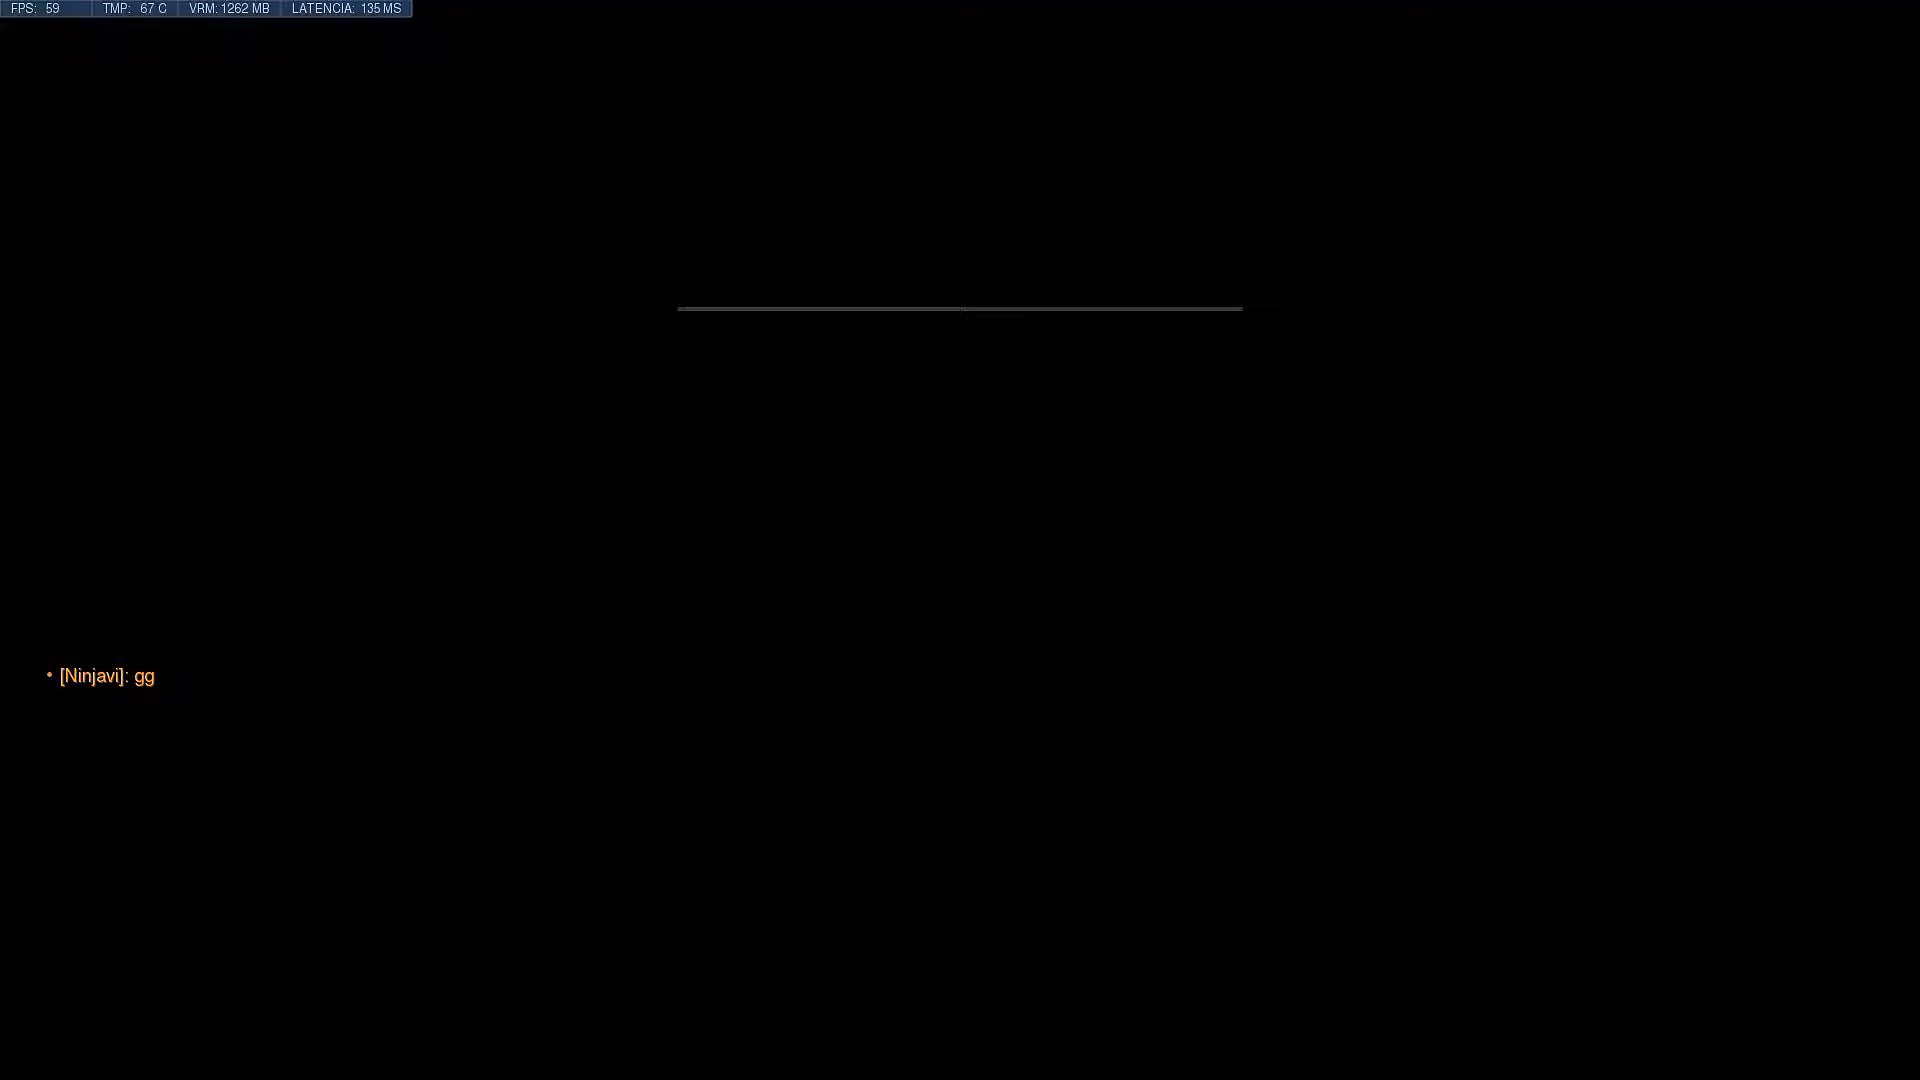 FPS: 59 TMP: 67 C VRM: 1262 MB LATENCIA: 135 MS
• [Ninjavi]: gg